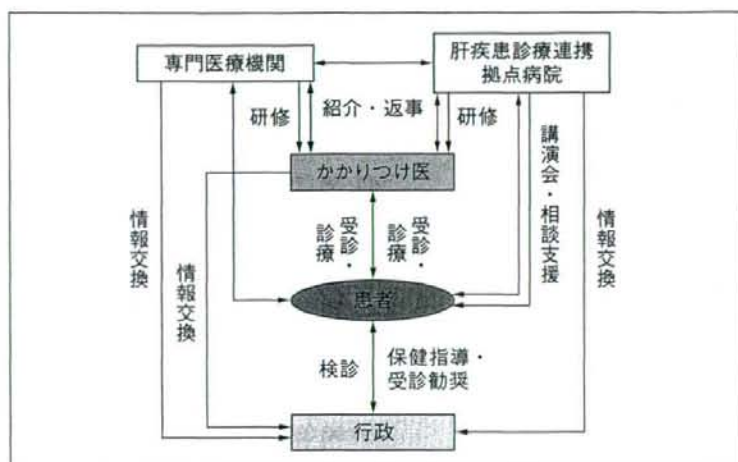 専門医療機関
肝疾患診療連携
拠点病院
研修
紹介・返事
研修
かかりつけ医
講演会・相談支援
情報交換
情報交換
受診・
診療
受診・
診療
情報交換
患者
検診
保健指導・
受診勧奨
行政